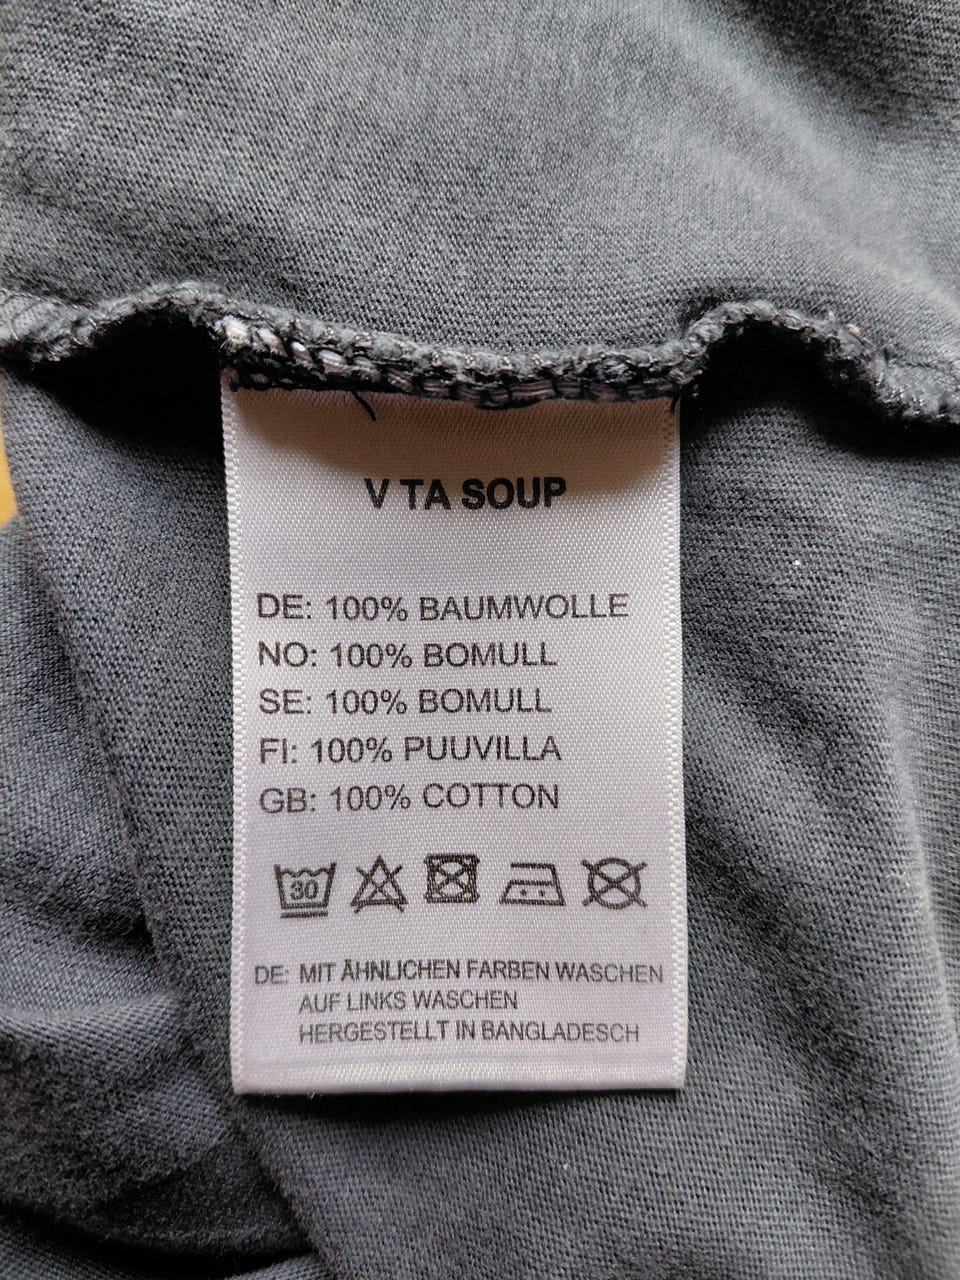 V TA SOUP
DE: 100% BAUMWOLLE
NO: 100% BOMULL
SE: 100% BOMULL
FI: 100% PUUVILLA
GB: 100% COTTON
30
DE: MIT ÄHNLICHEN FARBEN WASCHEN
AUF LINKS WASCHEN
HERGESTELLT IN BANGLADESCH